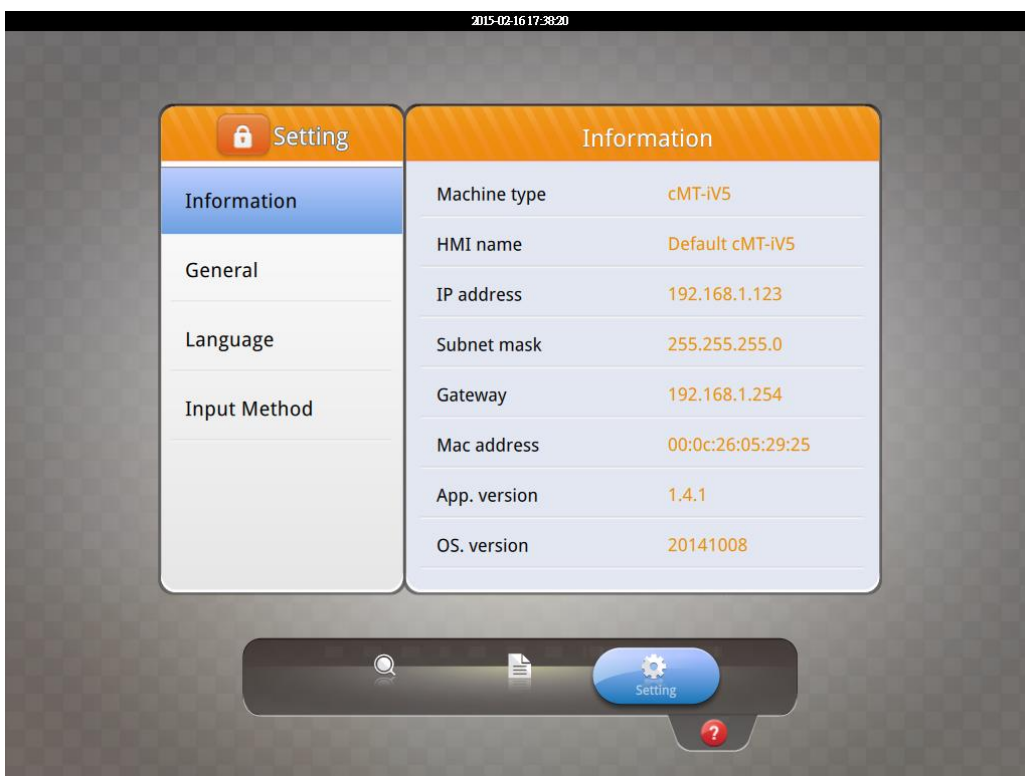 2015-02-16 17:38:20
Setting
Information
General
Language
Input Method
Information
Machine type cMT-iV5
HMI name Default cMT-iV5
IP address 192.168.1.123
Subnet mask 255.255.255.0
Gateway 192.168.1.254
Mac address 00:0c:26:05:29:25
App. version 1.4.1
OS. version 20141008
Setting
?